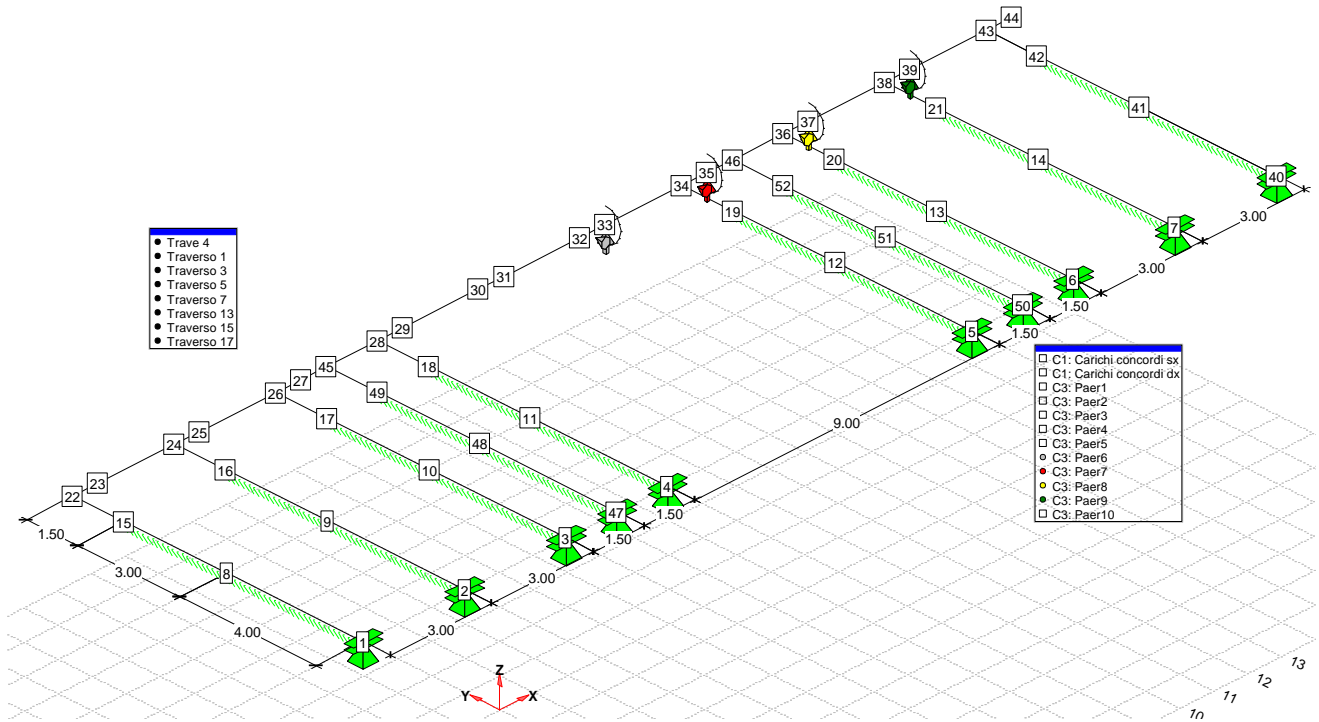 44
43
42
39
38
41
21
37
36
40
46
20
14
35
34
52
7
3.00
19
13
33
32
51
3.00
31
12
6
30
50
1.50
29
5
1.50
28
45
18
27
26
49
11
9.00
25
17
24
48
16
10
4
23
1.50
22
47
15
9
3
1.50
1.50
8
3.00
3.00
2
4.00
3.00
1
Trave 4
Traverso 1
Traverso 3
Traverso 5
Traverso 7
Traverso 13
Traverso 15
Traverso 17
C1: Carichi concordi sx
C1: Carichi concordi dx
C3: Paer1
C3: Paer2
C3: Paer3
C3: Paer4
C3: Paer5
C3: Paer6
C3: Paer7
C3: Paer8
C3: Paer9
C3: Paer10
Z
Y
X
13
12
11
10